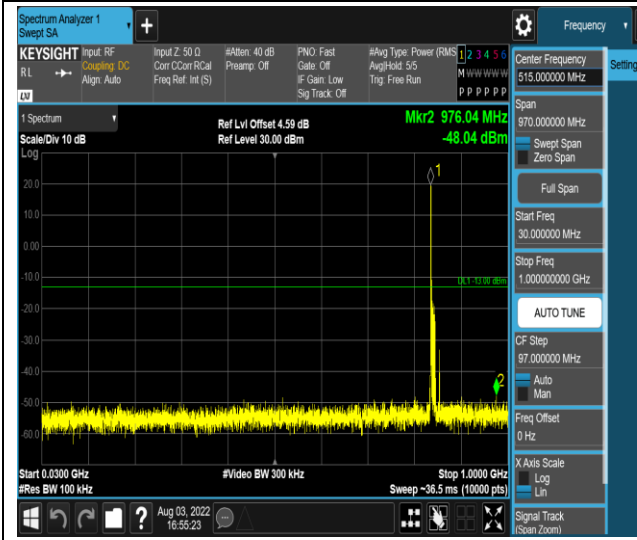 Spectrum Analyzer 1
Swept SA
Frequency
KEYSIGHT
Input: RF
Coupling: DC
Align: Auto
Input Z: 50 Ω
Corr CCorr RCal
Freq Ref: Int (S)
#Atten: 40 dB
Preamp: Off
PNO: Fast
Gate: Off
IF Gain: Low
Sig Track: Off
#Avg Type: Power (RMS
Avg|Hold: 5/5
Trig: Free Run
1 2 3 4 5 6
M W W W W W
P P P P P P
RL
LXI
1 Spectrum
Scale/Div 10 dB
Log
Ref Lvl Offset 4.59 dB
Ref Level 30.00 dBm
Mkr2 976.04 MHz
-48.04 dBm
1
20.0
10.0
0.00
-10.0
DL1 -13.00 dBm
-20.0
-30.0
-40.0
2
-50.0
-60.0
Start 0.0300 GHz
#Res BW 100 kHz
#Video BW 300 kHz
Stop 1.0000 GHz
Sweep ~36.5 ms (10000 pts)
Aug 03, 2022
16:55:23
Center Frequency
515.000000 MHz
Setting
Span
970.000000 MHz
Swept Span
Zero Span
Full Span
Start Freq
30.000000 MHz
Stop Freq
1.000000000 GHz
AUTO TUNE
CF Step
97.000000 MHz
Auto
Man
Freq Offset
0 Hz
X Axis Scale
Log
Lin
Signal Track
(Span Zoom)